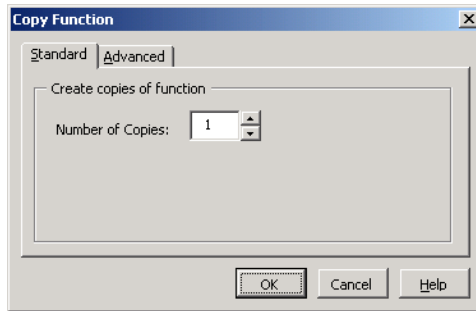 Copy Function
Standard Advanced
Create copies of function
Number of Copies: 1
OK Cancel Help